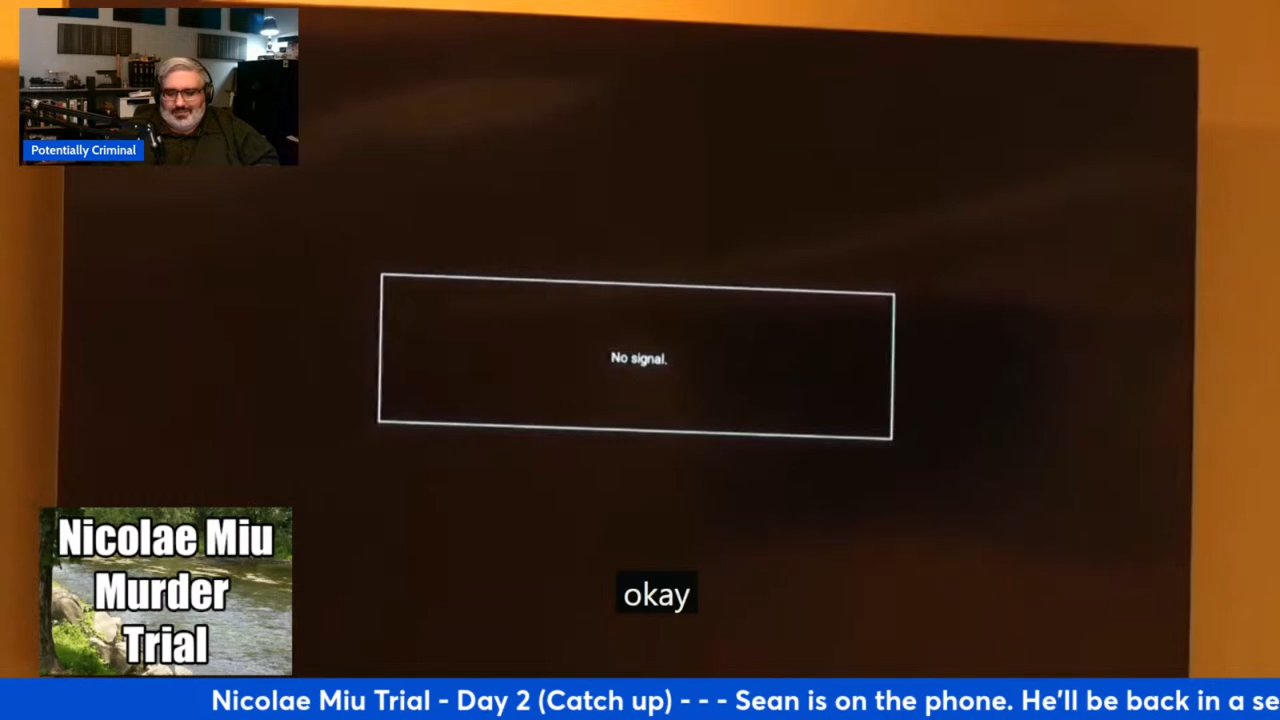 Potentially Criminal
No signal.
Nicolae Miu
Murder
Trial
okay
Nicolae Miu Trial - Day 2 (Catch up) - - - Sean is on the phone. He'll be back in a se